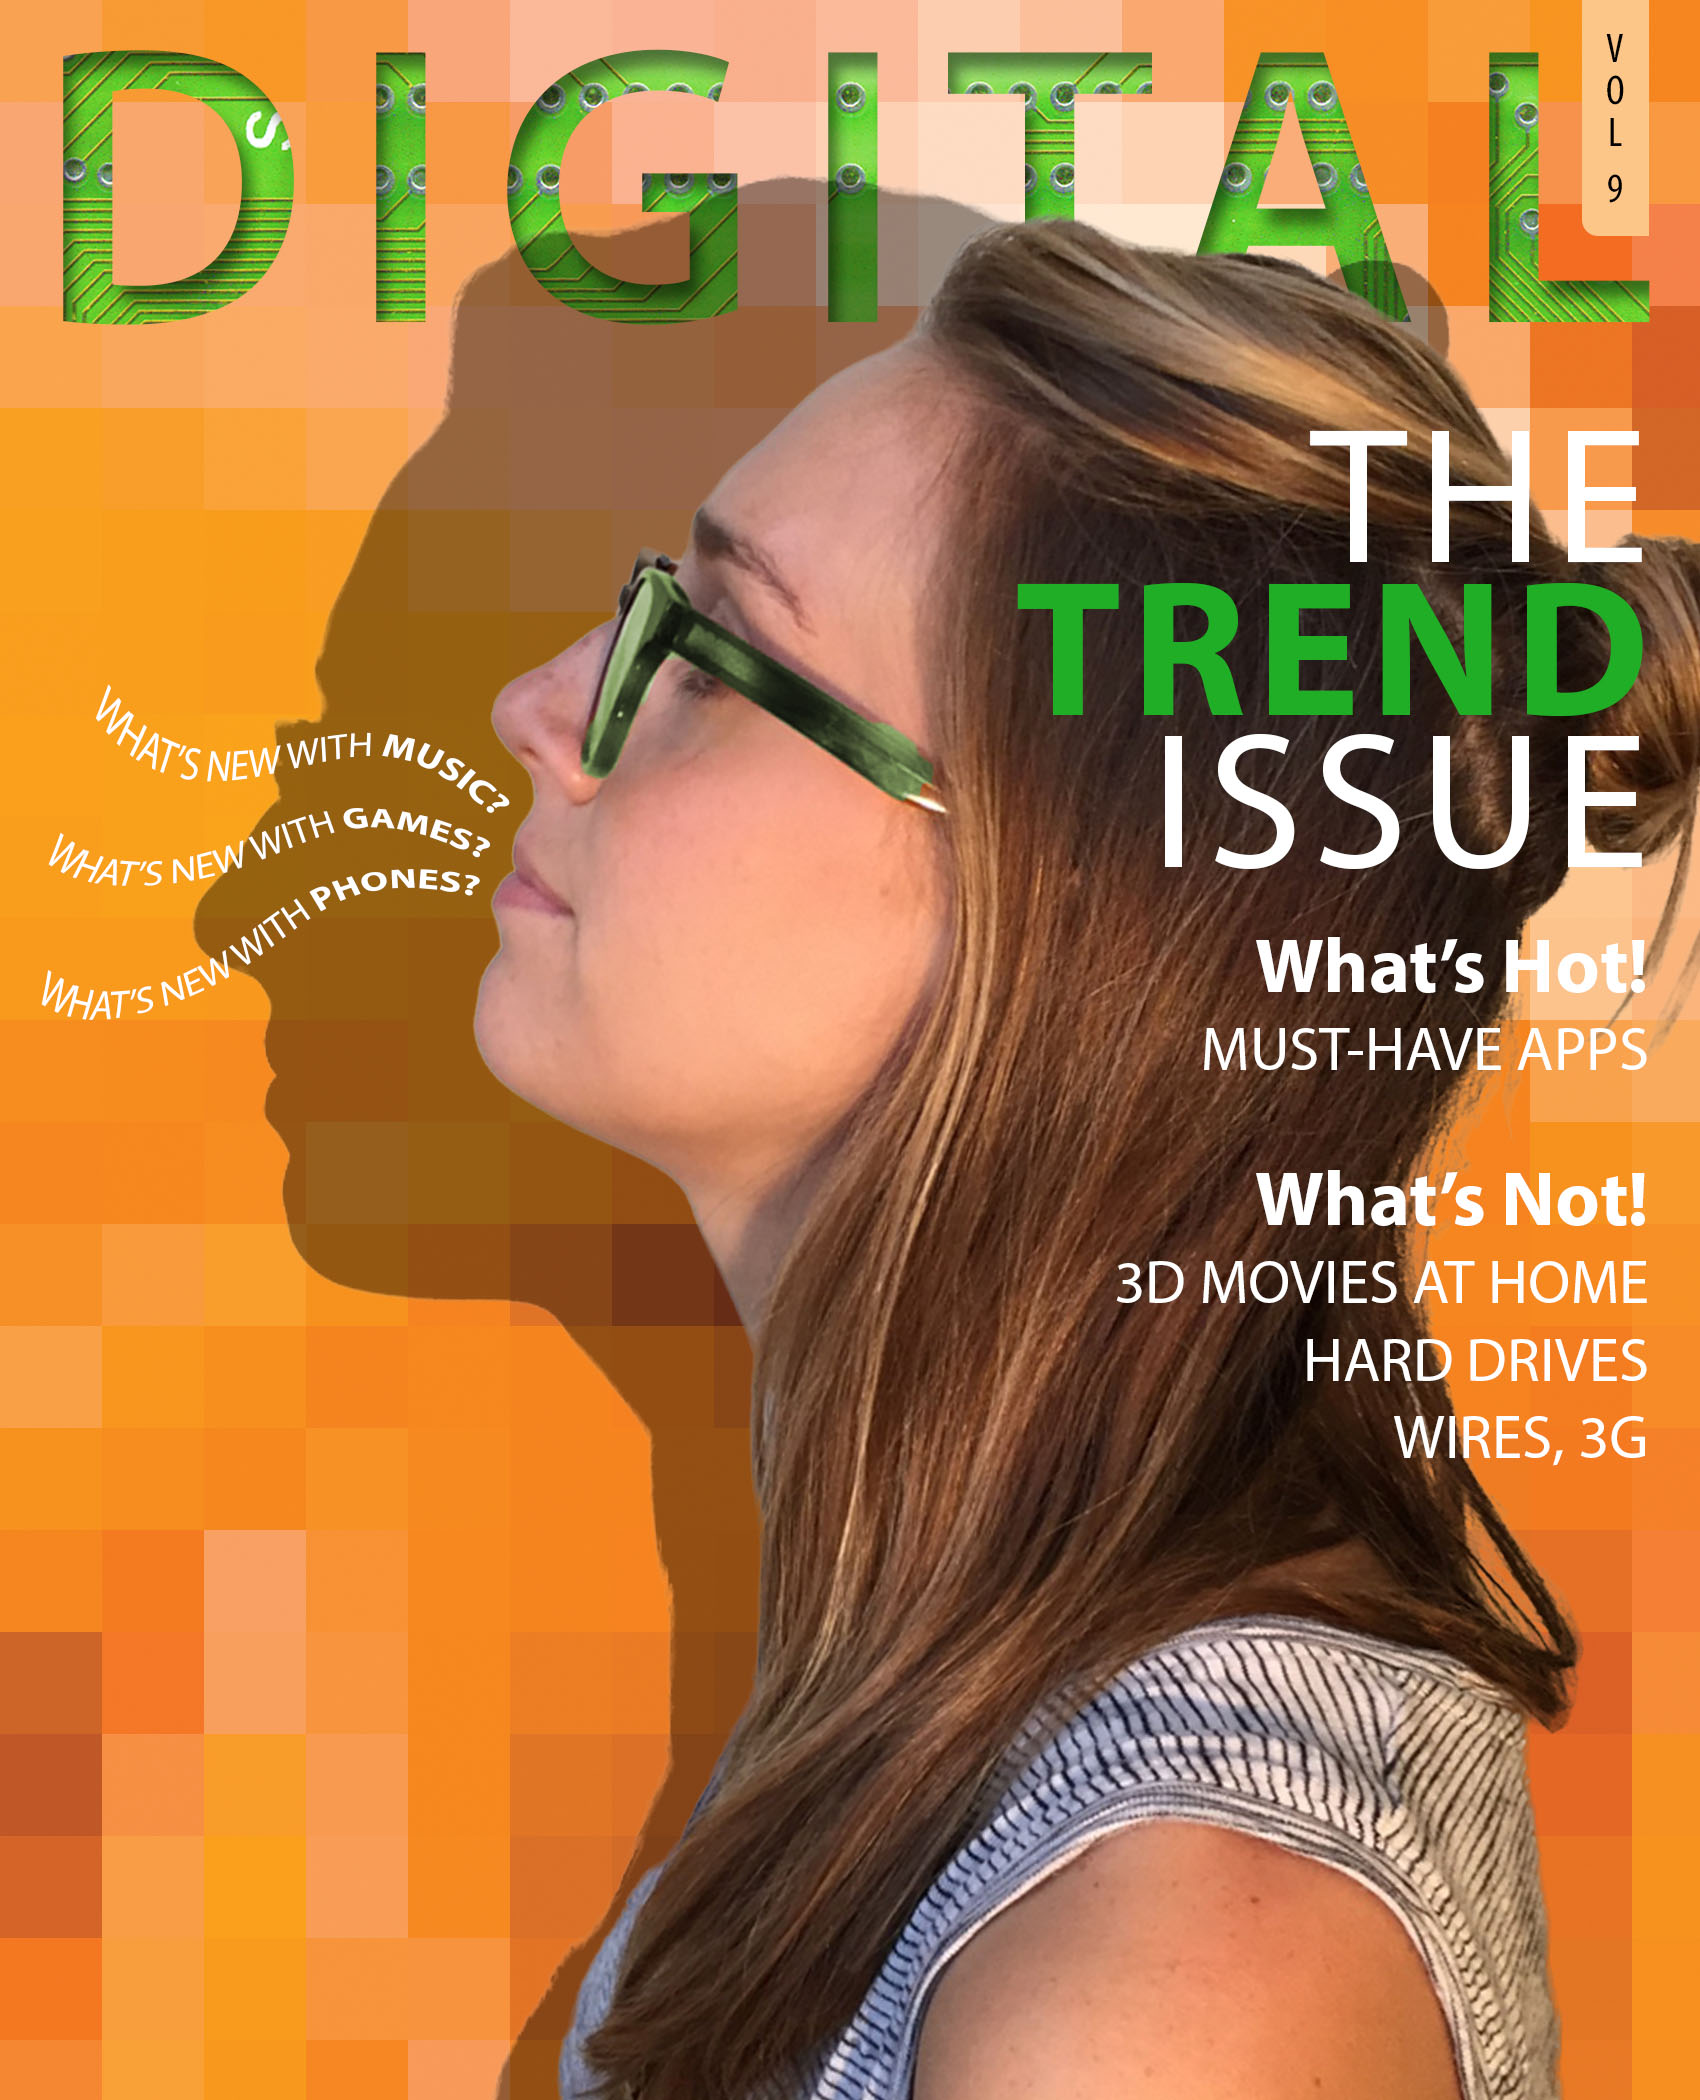 DIGITAL
VOL 9
THE
TREND
ISSUE
WHAT'S NEW WITH MUSIC?
WHAT'S NEW WITH GAMES?
WHAT'S NEW WITH PHONES?
What's Hot!
MUST-HAVE APPS
What's Not!
3D MOVIES AT HOME
HARD DRIVES
WIRES, 3G